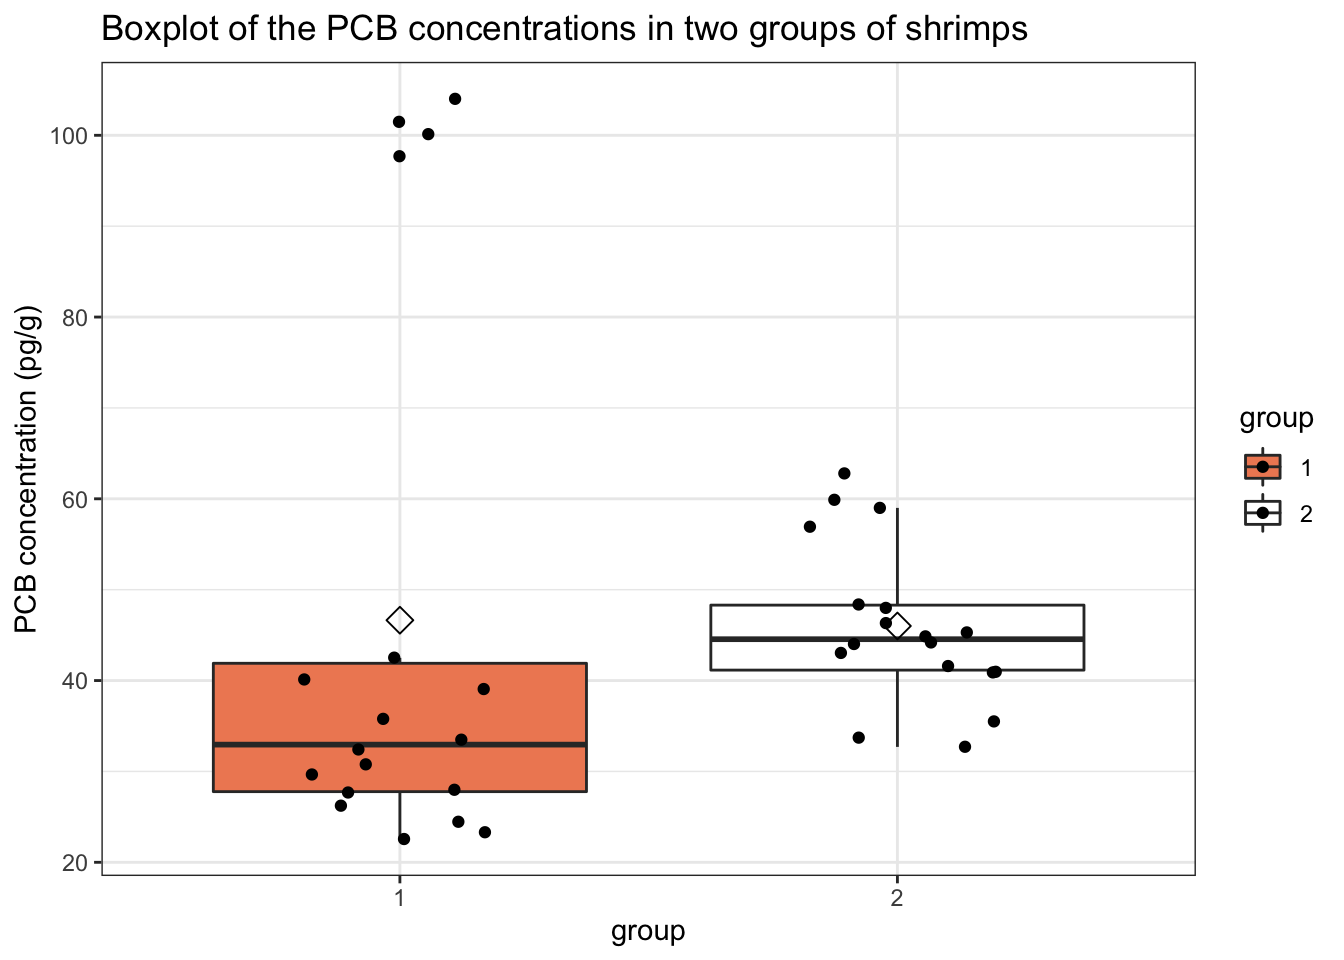 Boxplot of the PCB concentrations in two groups of shrimps
PCB concentration (pg/g)
100
80
60
40
20
1
2
group
group
1
2